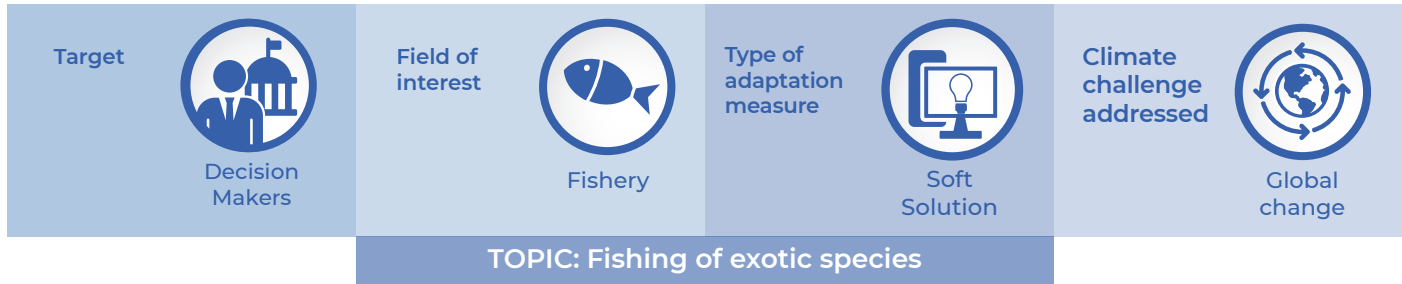 Target
Decision
Makers
Field of
interest
Fishery
Type of
adaptation
measure
Soft
Solution
Climate
challenge
addressed
Global
change
TOPIC: Fishing of exotic species